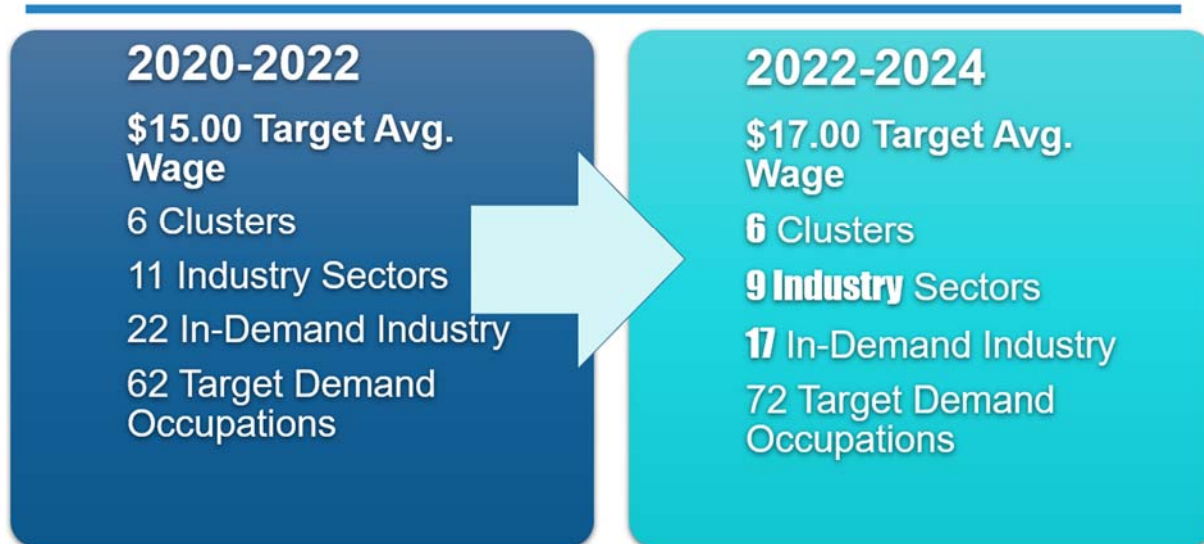 2020-2022
$15.00 Target Avg.
Wage
6 Clusters
11 Industry Sectors
22 In-Demand Industry
62 Target Demand
Occupations
2022-2024
$17.00 Target Avg.
Wage
6 Clusters
9 Industry Sectors
17 In-Demand Industry
72 Target Demand
Occupations